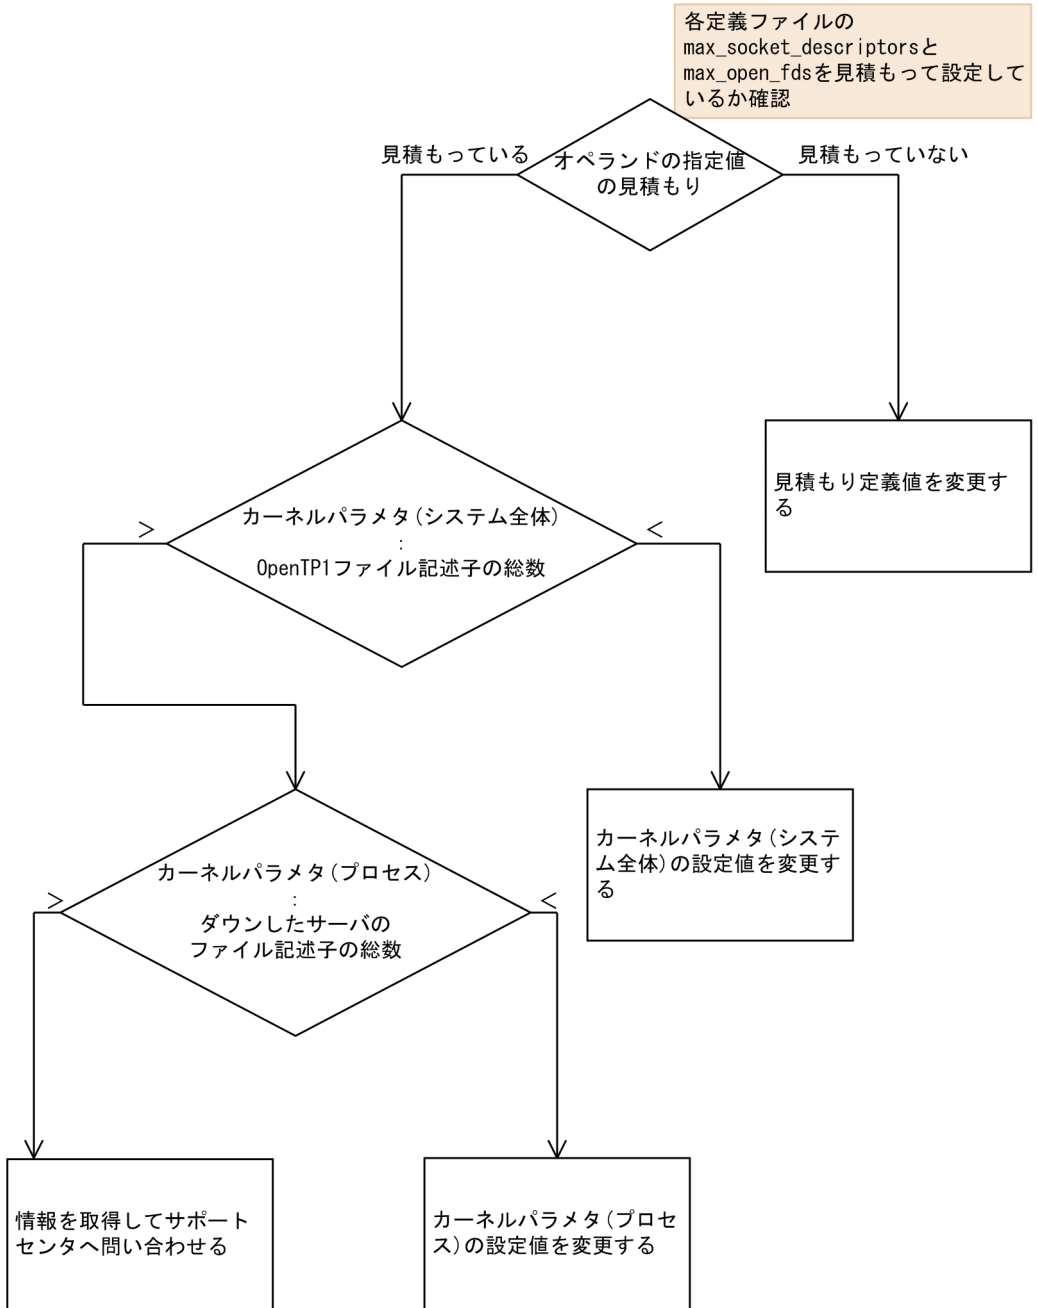 各定義ファイルの
max_socket_descriptorsと
max_open_fdsを見積もって設定して
いるか確認
見積もっている
オペランドの指定値
の見積もり
見積もっていない
見積もり定義値を変更す
る
＞
カーネルパラメタ(システム全体)
：
OpenTP1ファイル記述子の総数
＜
カーネルパラメタ(システ
ム全体)の設定値を変更す
る
＞
カーネルパラメタ(プロセス)
：
ダウンしたサーバの
ファイル記述子の総数
＜
情報を取得してサポート
センタへ問い合わせる
カーネルパラメタ(プロセ
ス)の設定値を変更する